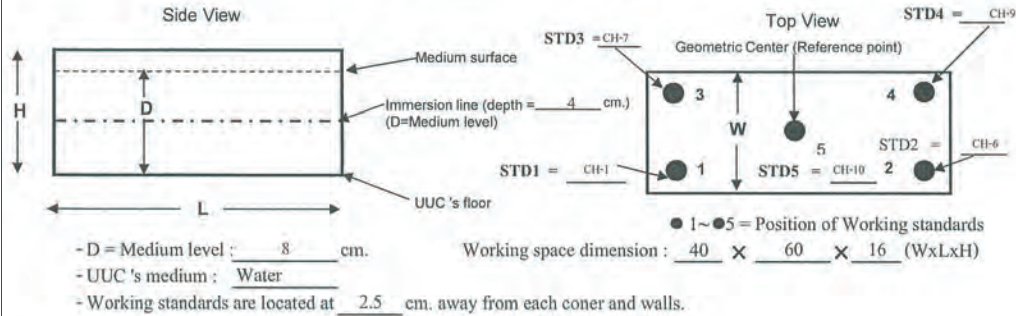 Side View
Medium surface
H
D
Immersion line (depth = 4 cm.)
(D=Medium level)
UUC 's floor
L
Top View
STD4 = CH-9
STD3 = CH-7
Geometric Center (Reference point)
3
W
4
5
STD2 = CH-6
STD1 = CH-1
1
STD5 = CH-10
2
● 1~●5 = Position of Working standards
- D = Medium level : 8 cm.
Working space dimension : 40 × 60 × 16 (WxLxH)
- UUC 's medium : Water
- Working standards are located at 2.5 cm. away from each coner and walls.